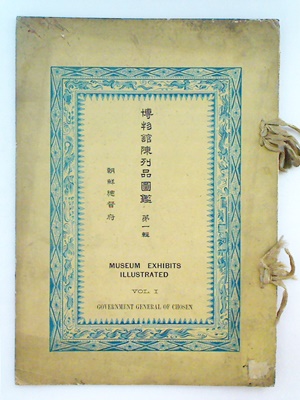 博物館陳列品圖鑑 第一輯
朝鮮總督府
MUSEUM EXHIBITS
ILLUSTRATED
VOL. I
GOVERNMENT GENERAL OF CHOSEN